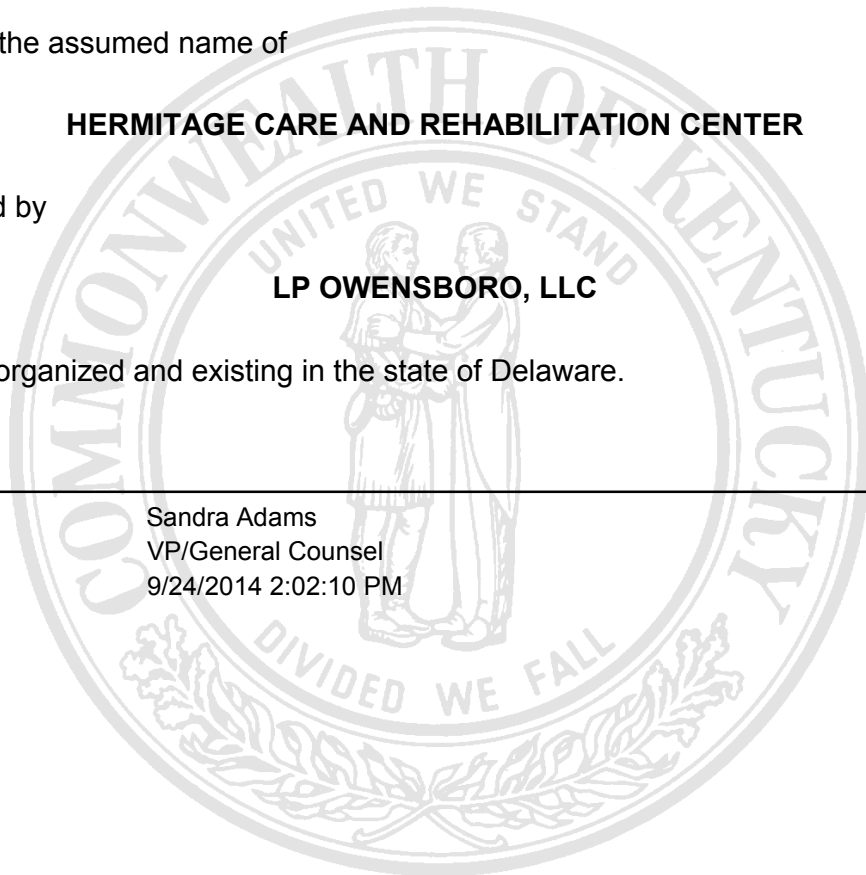 the assumed name of
HERMITAGE CARE AND REHABILITATION CENTER
d by
LP OWENSBORO, LLC
organized and existing in the state of Delaware.
Sandra Adams
VP/General Counsel
9/24/2014 2:02:10 PM
COMMONWEALTH OF KENTUCKY
UNITED WE STAND
DIVIDED WE FALL